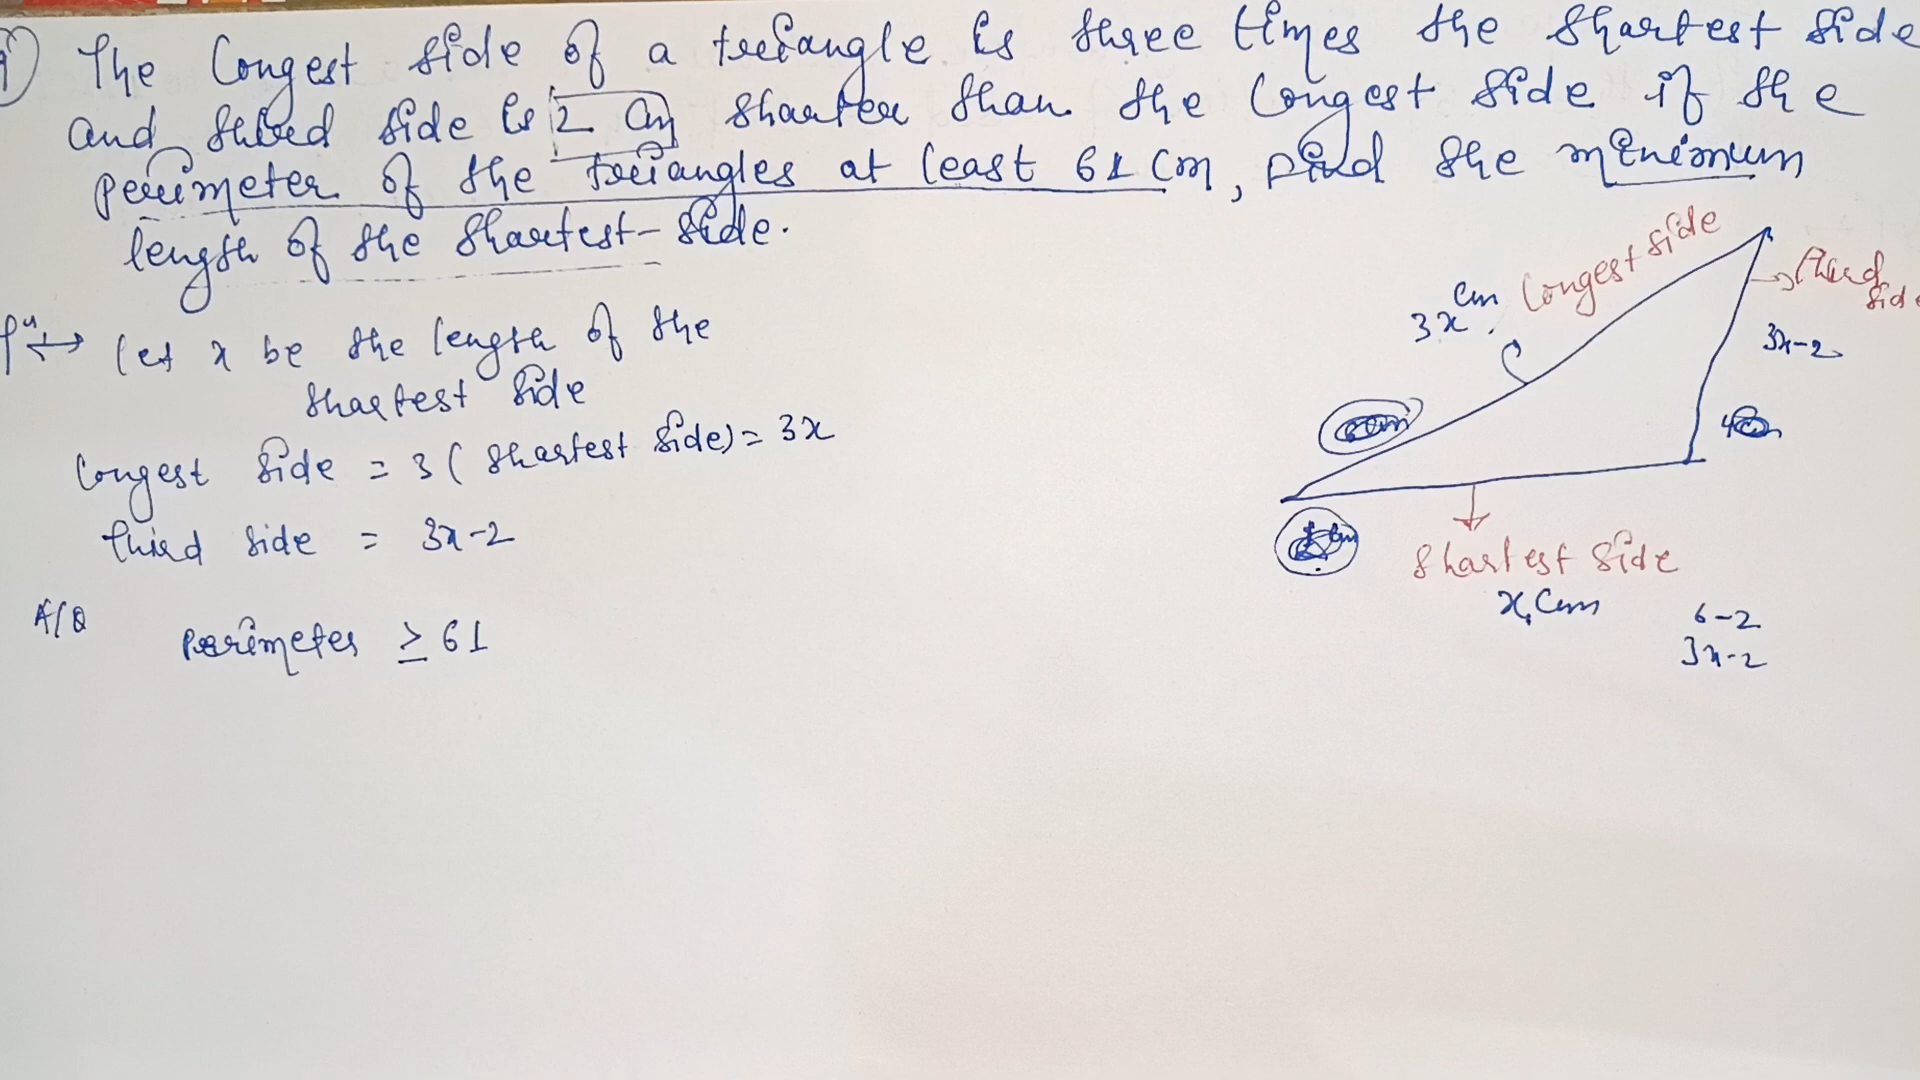 The longest side of a triangle is three times the shortest side
and third side is 2 cm shorter than the longest side if the
perimeter of the triangles at least 61 cm, find the minimum
length of the shortest side.
let x be the length of the
shortest side
longest side = 3 (shortest side) = 3x
third side = 3x-2
A/Q
Perimeter ≥ 61
3x cm longest side
third side
3x-2
shortest side
x cm
6-2
3x-2